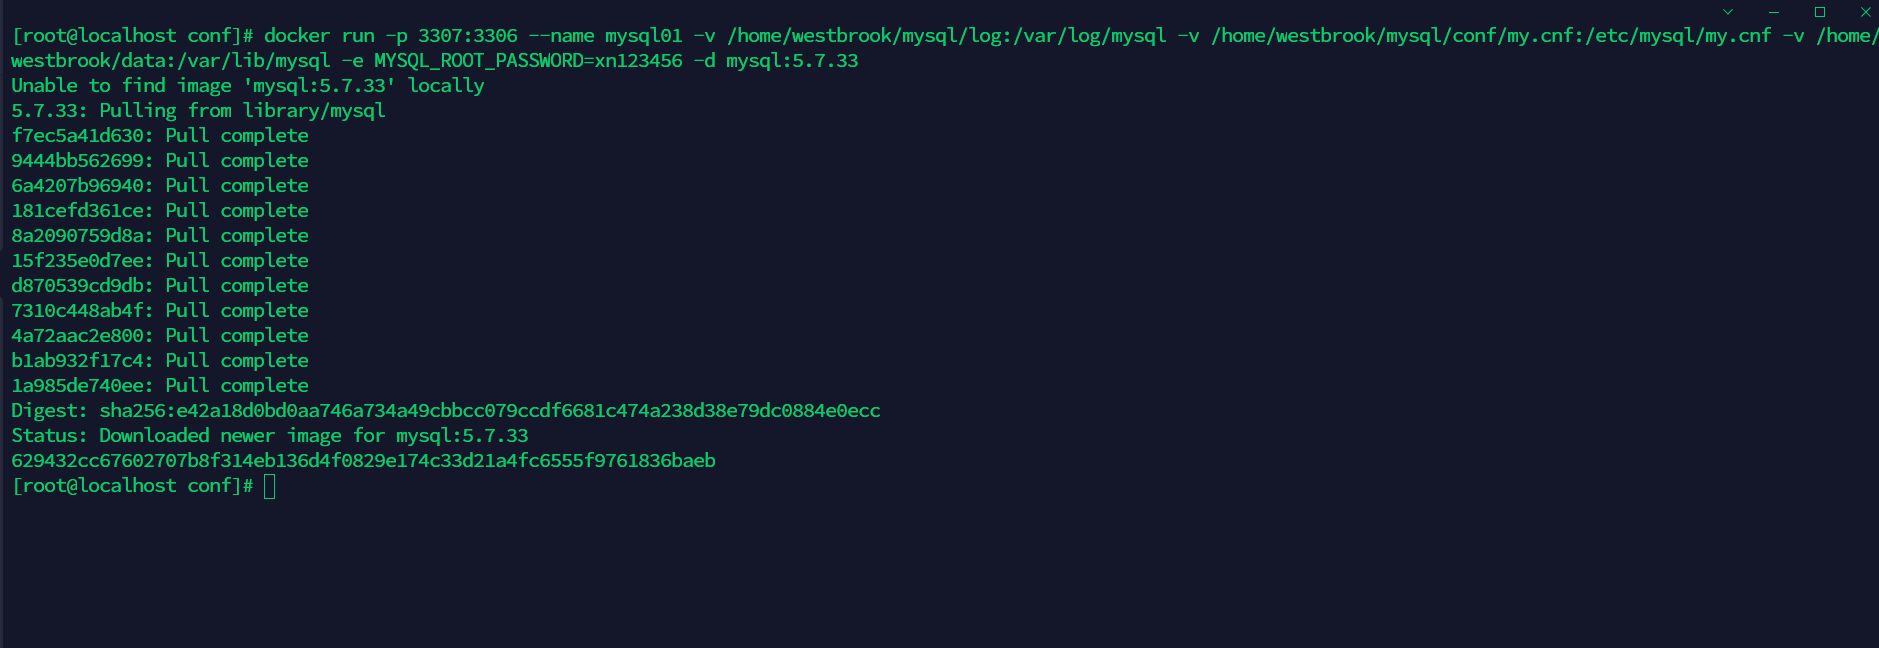 [root@localhost conf]# docker run -p 3307:3306 --name mysql01 -v /home/westbrook/mysql/log:/var/log/mysql -v /home/westbrook/mysql/conf/my.cnf:/etc/mysql/my.cnf -v /home/
westbrook/data:/var/lib/mysql -e MYSQL_ROOT_PASSWORD=xn123456 -d mysql:5.7.33
Unable to find image 'mysql:5.7.33' locally
5.7.33: Pulling from library/mysql
f7ec5a41d630: Pull complete
9444bb562699: Pull complete
6a4207b96940: Pull complete
181cefd361ce: Pull complete
8a2090759d8a: Pull complete
15f235e0d7ee: Pull complete
d870539cd9db: Pull complete
7310c448ab4f: Pull complete
4a72aac2e800: Pull complete
b1ab932f17c4: Pull complete
1a985de740ee: Pull complete
Digest: sha256:e42a18d0bd0aa746a734a49cbbcc079ccdf6681c474a238d38e79dc0884e0ecc
Status: Downloaded newer image for mysql:5.7.33
629432cc67602707b8f314eb136d4f0829e174c33d21a4fc6555f9761836baeb
[root@localhost conf]#